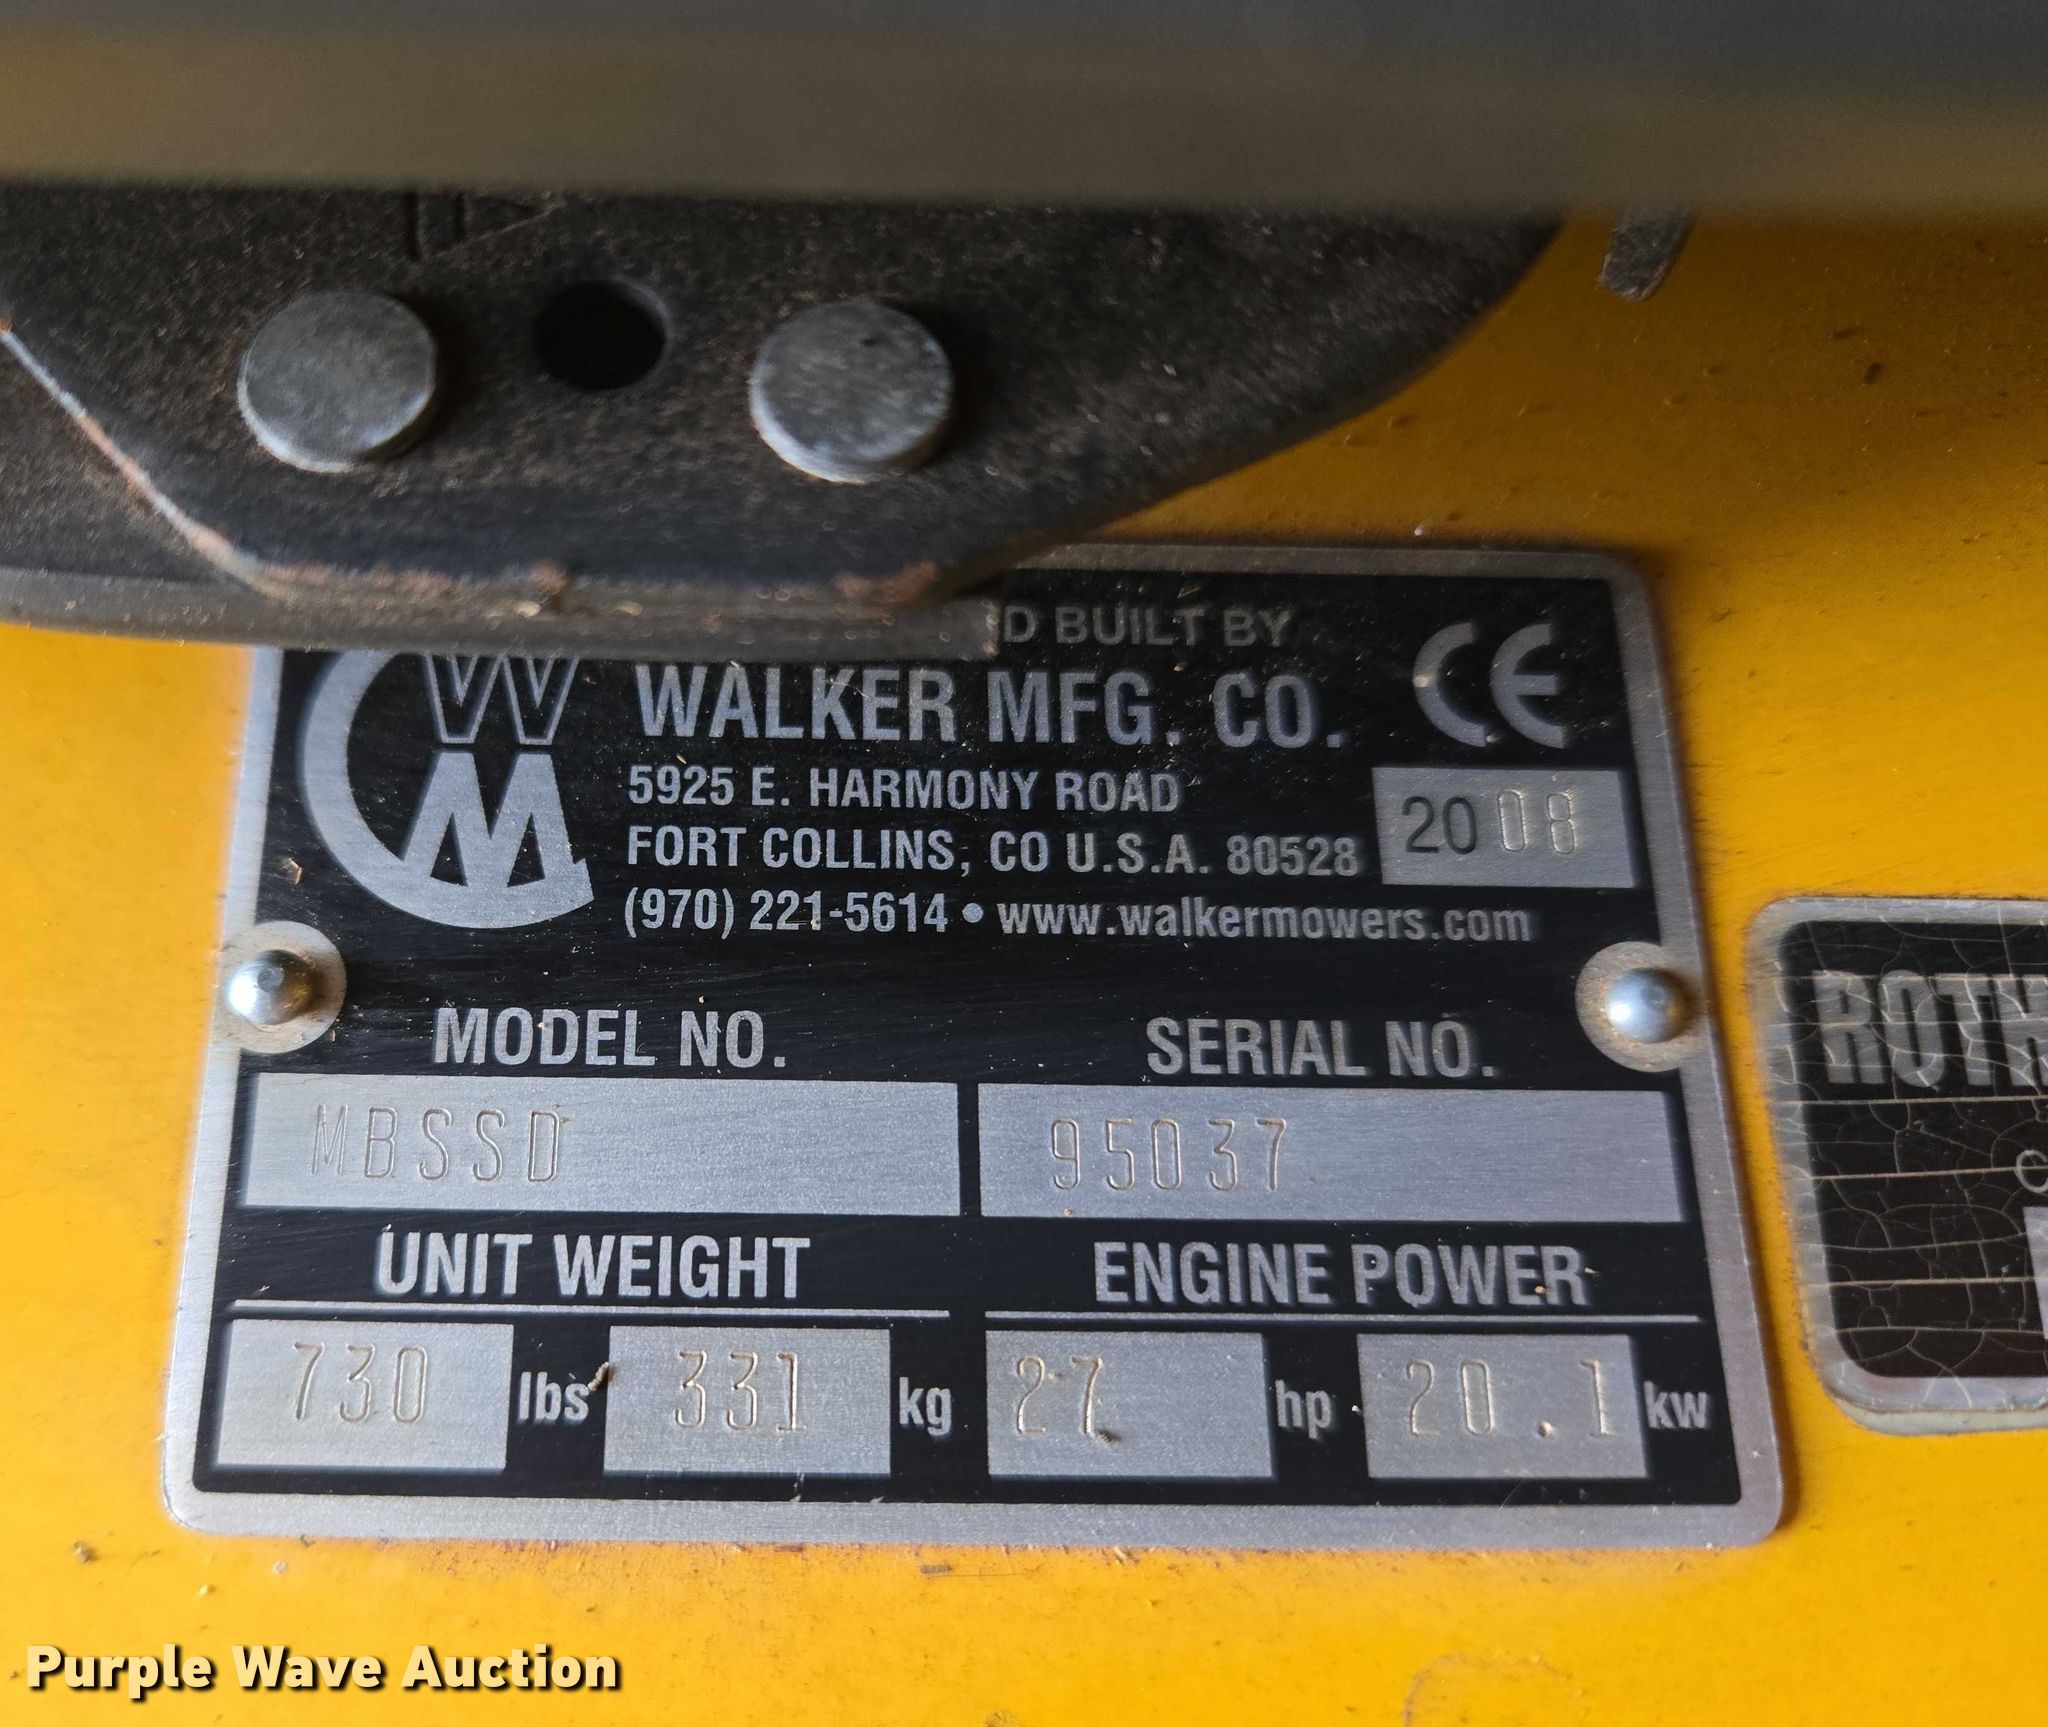 D BUILT BY
WALKER MFG. CO.
CE
5925 E. HARMONY ROAD
2008
FORT COLLINS, CO U.S.A. 80528
(970) 221-5614 • www.walkermowers.com
MODEL NO.
SERIAL NO.
MBSSD
95037
UNIT WEIGHT
ENGINE POWER
730 lbs 331 kg
27 hp 20.1 kw
ROTH
Purple Wave Auction